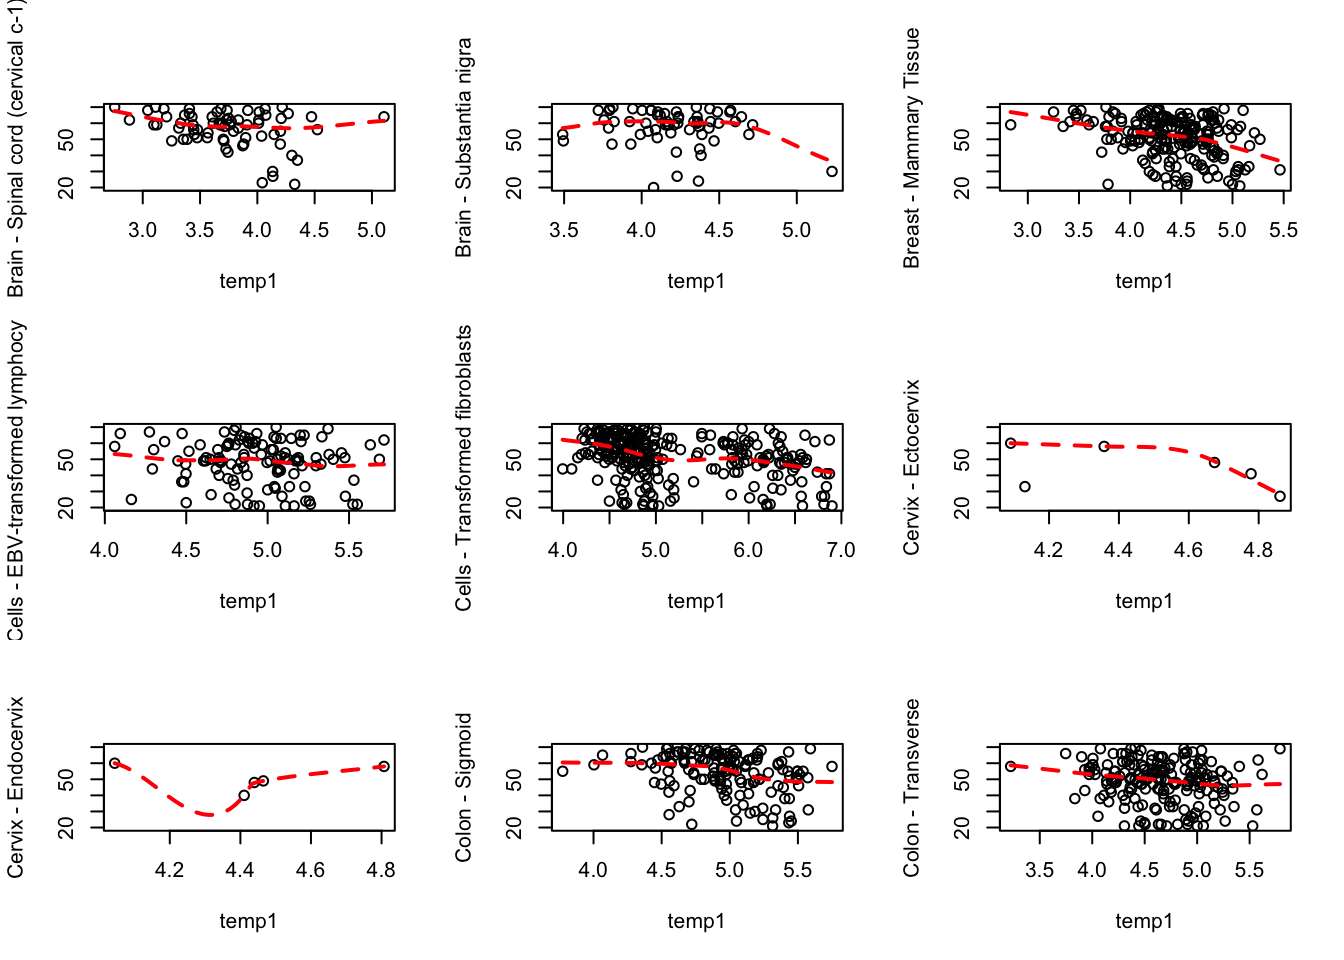 Brain - Spinal cord (cervical c-1)
50
20
3.0 3.5 4.0 4.5 5.0
temp1
Brain - Substantia nigra
50
20
3.5 4.0 4.5 5.0
temp1
Breast - Mammary Tissue
50
20
3.0 3.5 4.0 4.5 5.0 5.5
temp1
Cells - EBV-transformed lymphocy
50
20
4.0 4.5 5.0 5.5
temp1
Cells - Transformed fibroblasts
50
20
4.0 5.0 6.0 7.0
temp1
Cervix - Ectocervix
50
20
4.2 4.4 4.6 4.8
temp1
Cervix - Endocervix
50
20
4.2 4.4 4.6 4.8
temp1
Colon - Sigmoid
50
20
4.0 4.5 5.0 5.5
temp1
Colon - Transverse
50
20
3.5 4.0 4.5 5.0 5.5
temp1